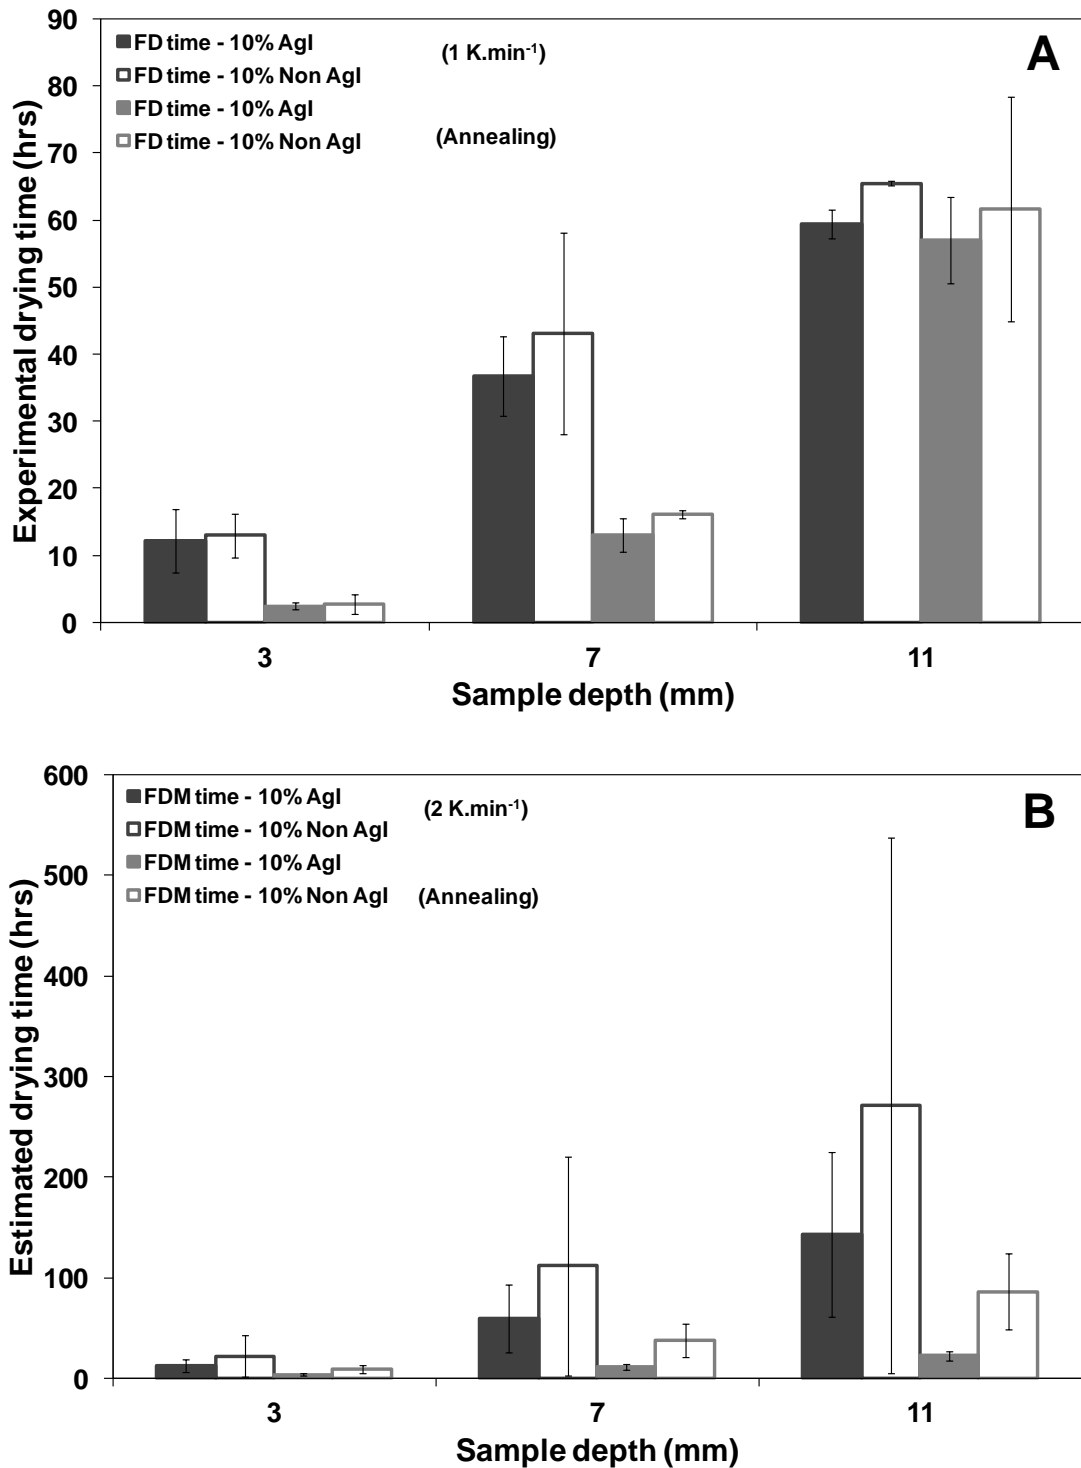 90
80
70
60
50
40
30
20
10
0
Experimental drying time (hrs)
FD time - 10% AgI
(1 K.min⁻¹)
FD time - 10% Non AgI
FD time - 10% AgI
(Annealing)
FD time - 10% Non AgI
A
3
7
11
Sample depth (mm)
600
500
400
300
200
100
0
Estimated drying time (hrs)
FDM time - 10% AgI
(2 K.min⁻¹)
FDM time - 10% Non AgI
FDM time - 10% AgI
FDM time - 10% Non AgI
(Annealing)
B
3
7
11
Sample depth (mm)